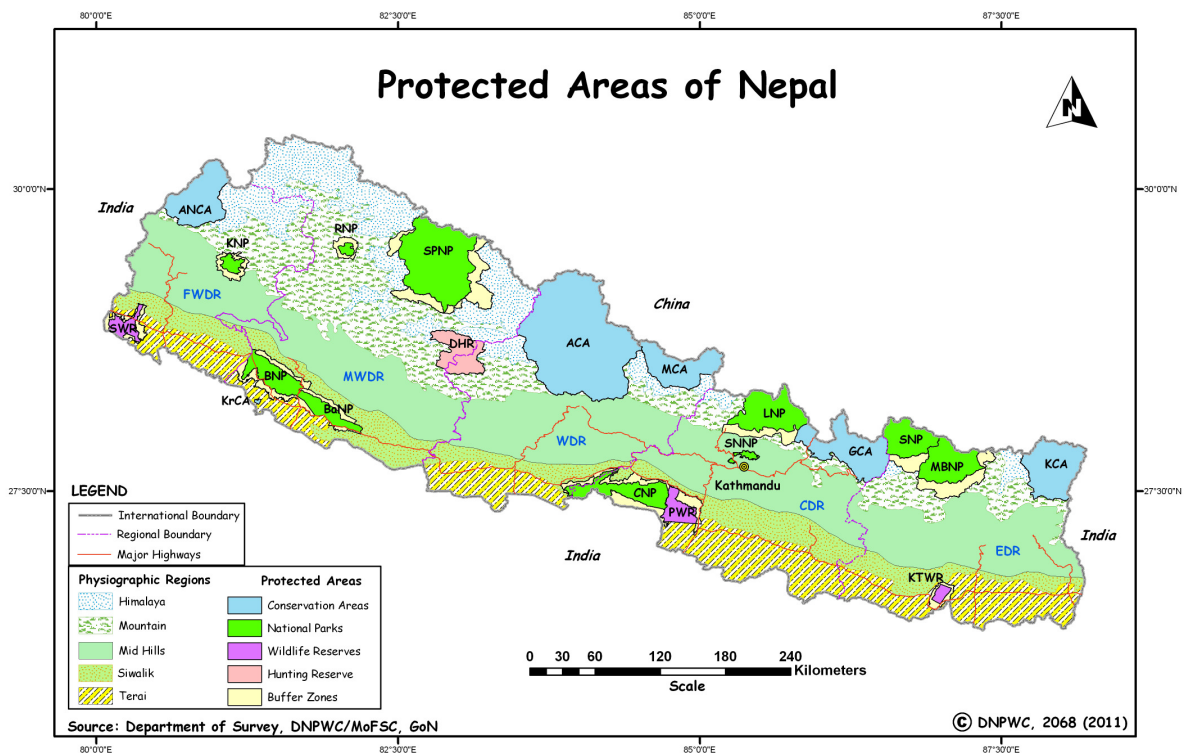 80°0'0"E
82°30'0"E
85°0'0"E
87°30'0"E
Protected Areas of Nepal
N
30°0'0"N
30°0'0"N
India
ANCA
KNP
RNP
SPNP
China
FWDR
SWR
DHR
ACA
MCA
BNP
MWDR
KrCA
BaNP
LNP
WDR
SNNP
GCA
SNP
MBNP
KCA
Kathmandu
27°30'0"N
27°30'0"N
CNP
PWR
CDR
India
India
EDR
KTWR
LEGEND
International Boundary
Regional Boundary
Major Highways
Physiographic Regions
Himalaya
Mountain
Mid Hills
Siwalik
Terai
Protected Areas
Conservation Areas
National Parks
Wildlife Reserves
Hunting Reserve
Buffer Zones
0 30 60 120 180 240
Kilometers
Scale
Source: Department of Survey, DNPWC/MoFSC, GoN
© DNPWC, 2068 (2011)
80°0'0"E
82°30'0"E
85°0'0"E
87°30'0"E